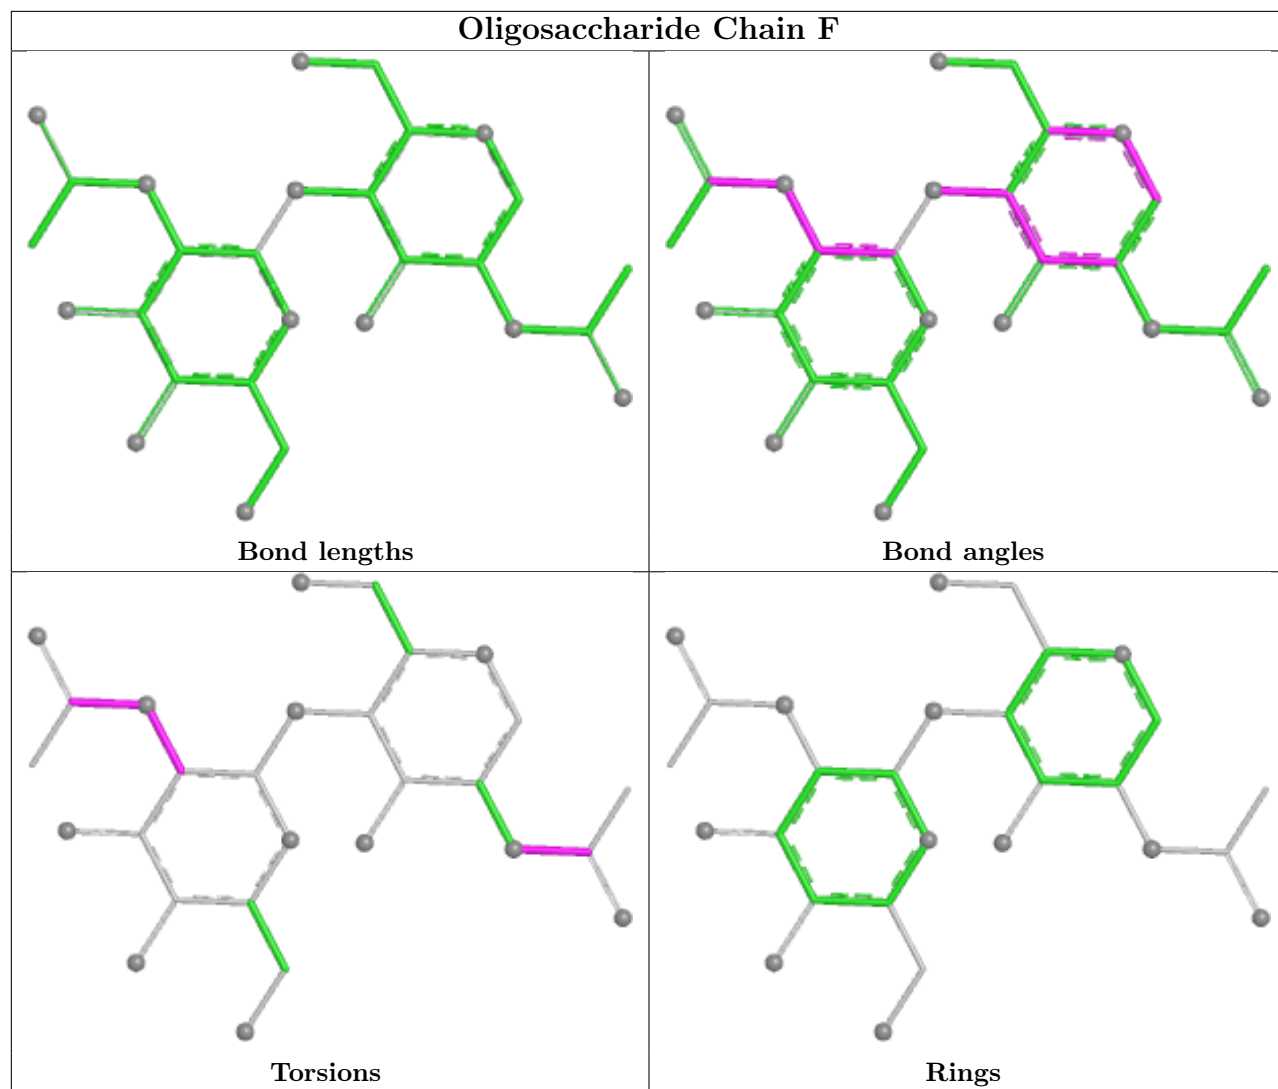 Oligosaccharide Chain F
Bond lengths
Bond angles
Torsions
Rings